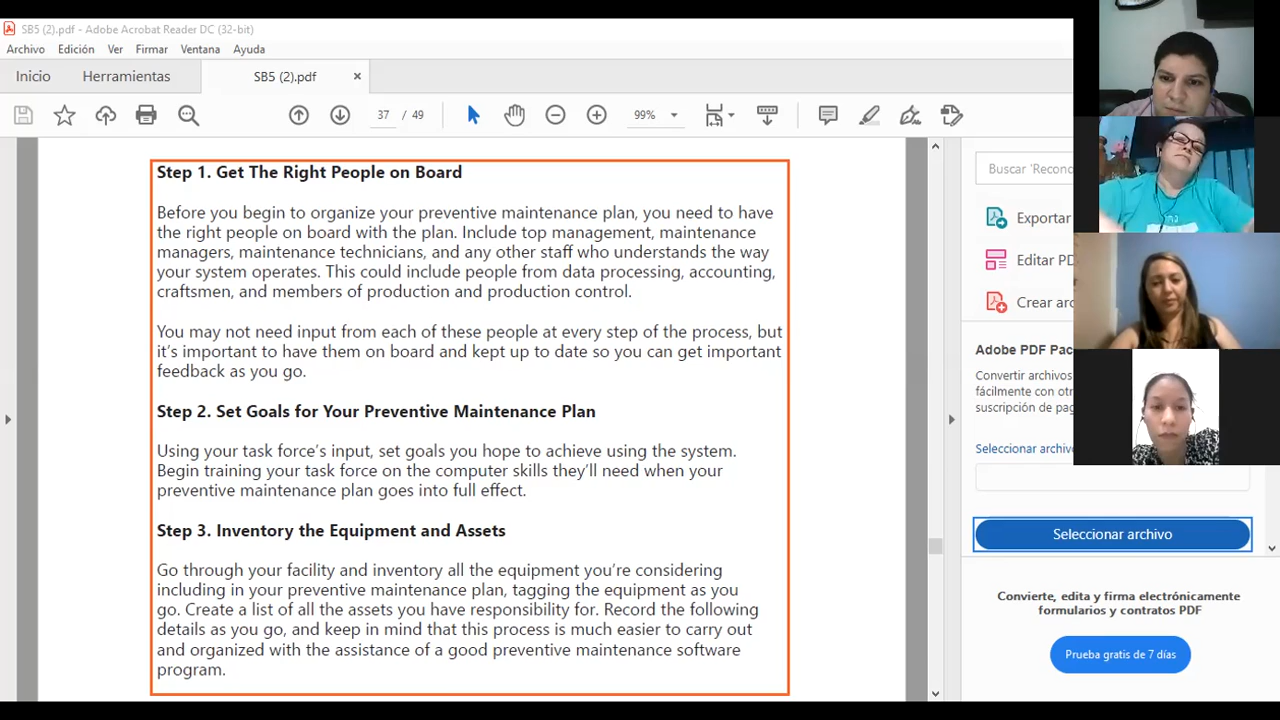 SB5 (2).pdf - Adobe Acrobat Reader DC (32-bit)
Archivo Edición Ver Firmar Ventana Ayuda
Inicio Herramientas SB5 (2).pdf ×
37 / 49 99%
Step 1. Get The Right People on Board
Before you begin to organize your preventive maintenance plan, you need to have
the right people on board with the plan. Include top management, maintenance
managers, maintenance technicians, and any other staff who understands the way
your system operates. This could include people from data processing, accounting,
craftsmen, and members of production and production control.
You may not need input from each of these people at every step of the process, but
it's important to have them on board and kept up to date so you can get important
feedback as you go.
Step 2. Set Goals for Your Preventive Maintenance Plan
Using your task force's input, set goals you hope to achieve using the system.
Begin training your task force on the computer skills they'll need when your
preventive maintenance plan goes into full effect.
Step 3. Inventory the Equipment and Assets
Go through your facility and inventory all the equipment you're considering
including in your preventive maintenance plan, tagging the equipment as you
go. Create a list of all the assets you have responsibility for. Record the following
details as you go, and keep in mind that this process is much easier to carry out
and organized with the assistance of a good preventive maintenance software
program.
Buscar 'Recono
Exportar
Editar PD
Crear arc
Adobe PDF Pac
Convertir archivos
fácilmente con otr
suscripción de pag
Seleccionar archivo
Seleccionar archivo
Convierte, edita y firma electrónicamente
formularios y contratos PDF
Prueba gratis de 7 días